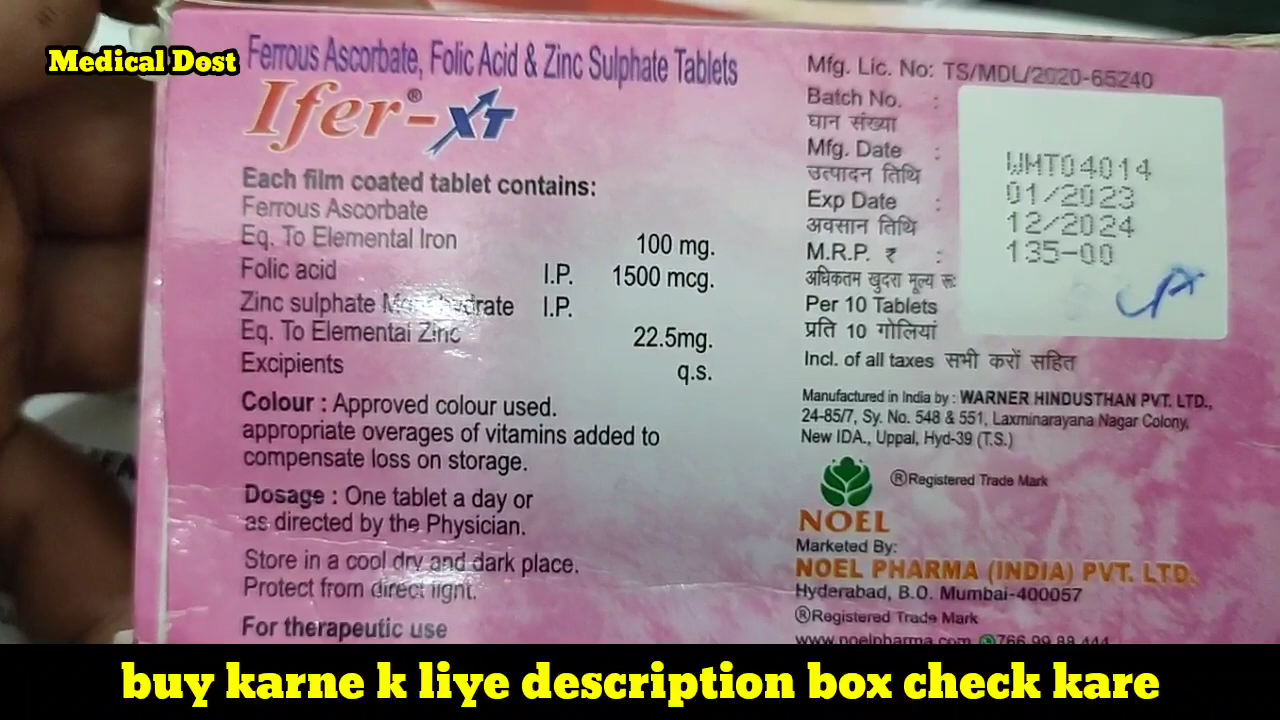 Medical Dost
Ferrous Ascorbate, Folic Acid & Zinc Sulphate Tablets
Ifer®-XT
Each film coated tablet contains:
Ferrous Ascorbate
Eq. To Elemental Iron 100 mg.
Folic acid I.P. 1500 mcg.
Zinc sulphate Monohydrate I.P.
Eq. To Elemental Zinc 22.5mg.
Excipients q.s.
Colour : Approved colour used.
appropriate overages of vitamins added to
compensate loss on storage.
Dosage : One tablet a day or
as directed by the Physician.
Store in a cool dry and dark place.
Protect from direct light.
For therapeutic use
Mfg. Lic. No: TS/MDL/2020-65240
Batch No. :
घान संख्या
Mfg. Date :
उत्पादन तिथि
Exp Date :
अवसान तिथि
M.R.P. ₹ :
अधिकतम खुदरा मूल्य रू:
Per 10 Tablets
प्रति 10 गोलियां
Incl. of all taxes सभी करों सहित
WMT04014
01/2023
12/2024
135-00
Manufactured in India by : WARNER HINDUSTHAN PVT. LTD.,
24-85/7, Sy. No. 548 & 551, Laxminarayana Nagar Colony,
New IDA., Uppal, Hyd-39 (T.S.)
®Registered Trade Mark
NOEL
Marketed By:
NOEL PHARMA (INDIA) PVT. LTD.
Hyderabad, B.O. Mumbai-400057
®Registered Trade Mark
www.noelpharma.com 766 99 88 444
buy karne k liye description box check kare